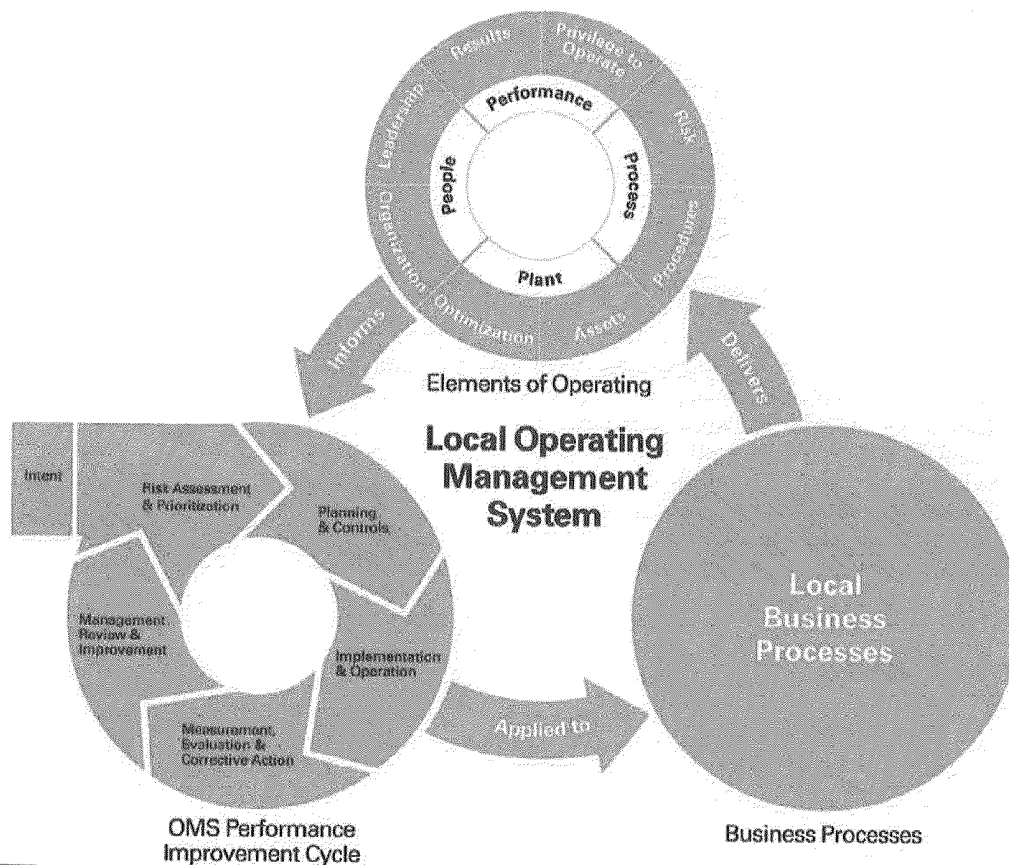 Results
Privilage to
Operate
Leadership
Risk
Performance
People
Process
Plant
Organization
Procedures
Optimization
Assets
Informs
Delivers
Elements of Operating
Local Operating
Management
System
Intent
Risk Assessment
& Prioritization
Planning
& Controls
Management
Review &
Improvement
Implementation
& Operation
Measurement,
Evaluation &
Corrective Action
Applied to
Local
Business
Processes
OMS Performance
Improvement Cycle
Business Processes